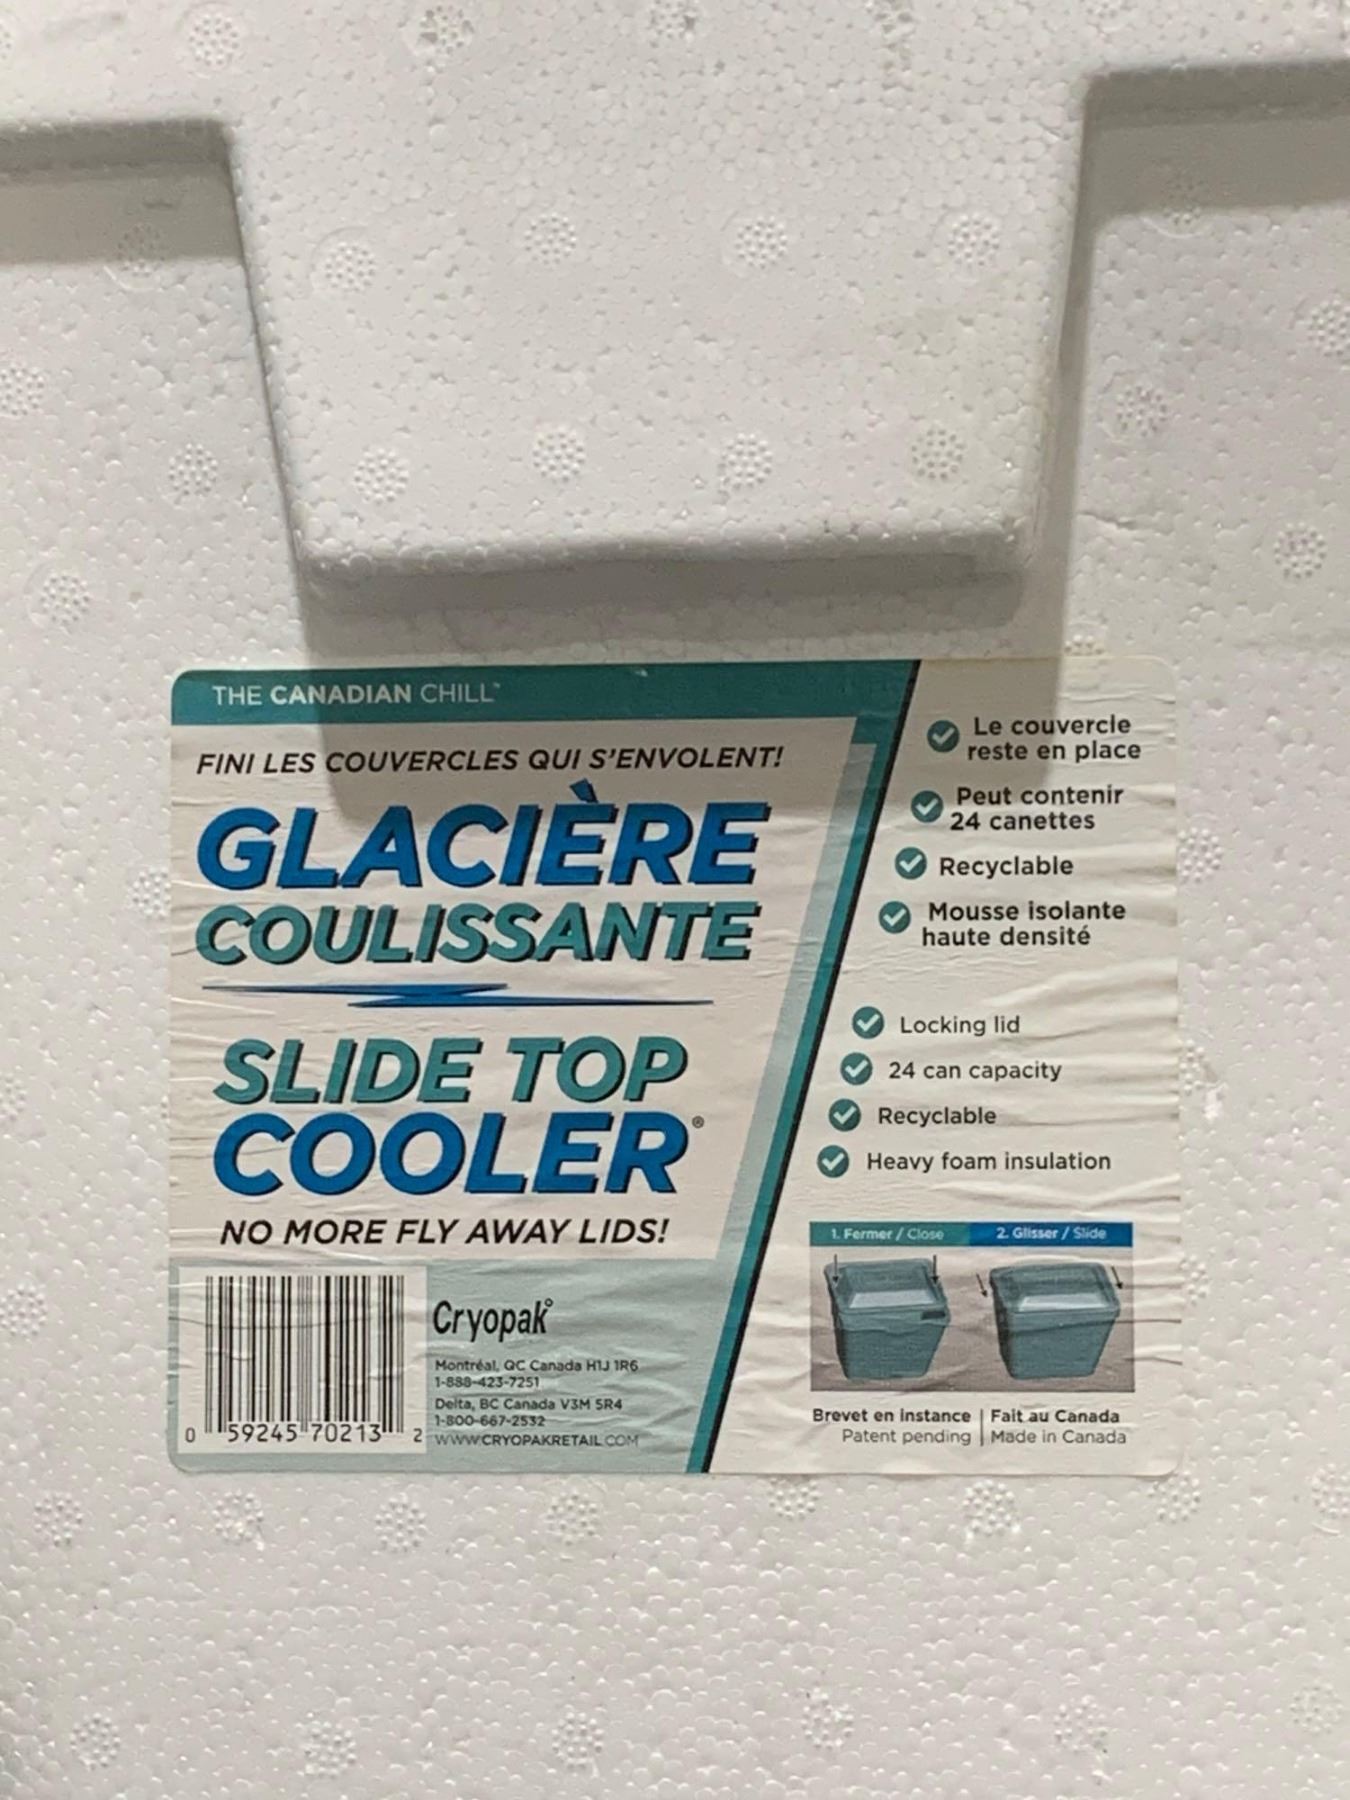 THE CANADIAN CHILL™
FINI LES COUVERCLES QUI S'ENVOLENT!
GLACIÈRE
COULISSANTE
SLIDE TOP
COOLER®
NO MORE FLY AWAY LIDS!
Le couvercle
reste en place
Peut contenir
24 canettes
Recyclable
Mousse isolante
haute densité
Locking lid
24 can capacity
Recyclable
Heavy foam insulation
1. Fermer / Close
2. Glisser / Slide
Brevet en instance | Fait au Canada
Patent pending | Made in Canada
0 59245 70213 2
Cryopak®
Montréal, QC Canada H1J 1R6
1-888-423-7251
Delta, BC Canada V3M 5R4
1-800-667-2532
WWW.CRYOPAKRETAIL.COM